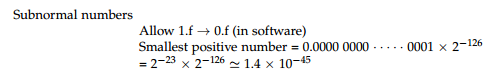 Subnormal numbers
Allow 1.f → 0.f (in software)
Smallest positive number = 0.0000 0000 ····· 0001 × 2⁻¹²⁶
= 2⁻²³ × 2⁻¹²⁶ ≃ 1.4 × 10⁻⁴⁵